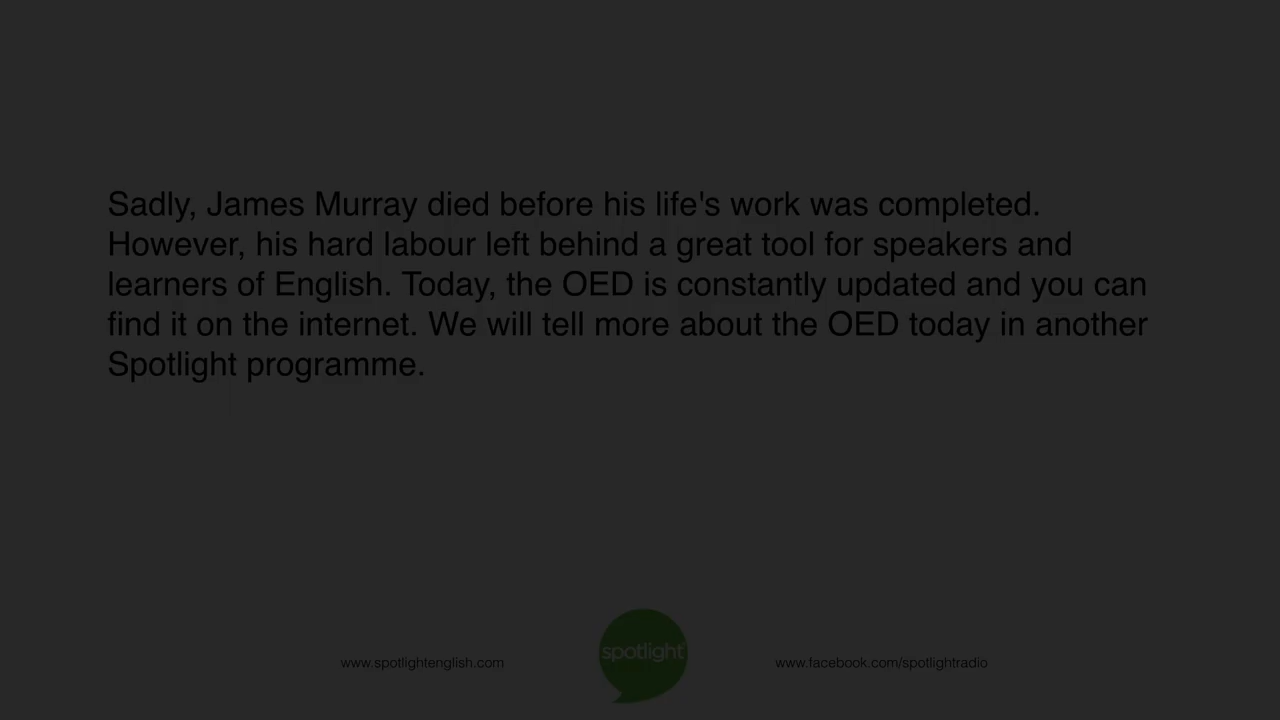 Sadly, James Murray died before his life's work was completed.
However, his hard labour left behind a great tool for speakers and
learners of English. Today, the OED is constantly updated and you can
find it on the internet. We will tell more about the OED today in another
Spotlight programme.
www.spotlightenglish.com
spotlight
www.facebook.com/spotlightradio